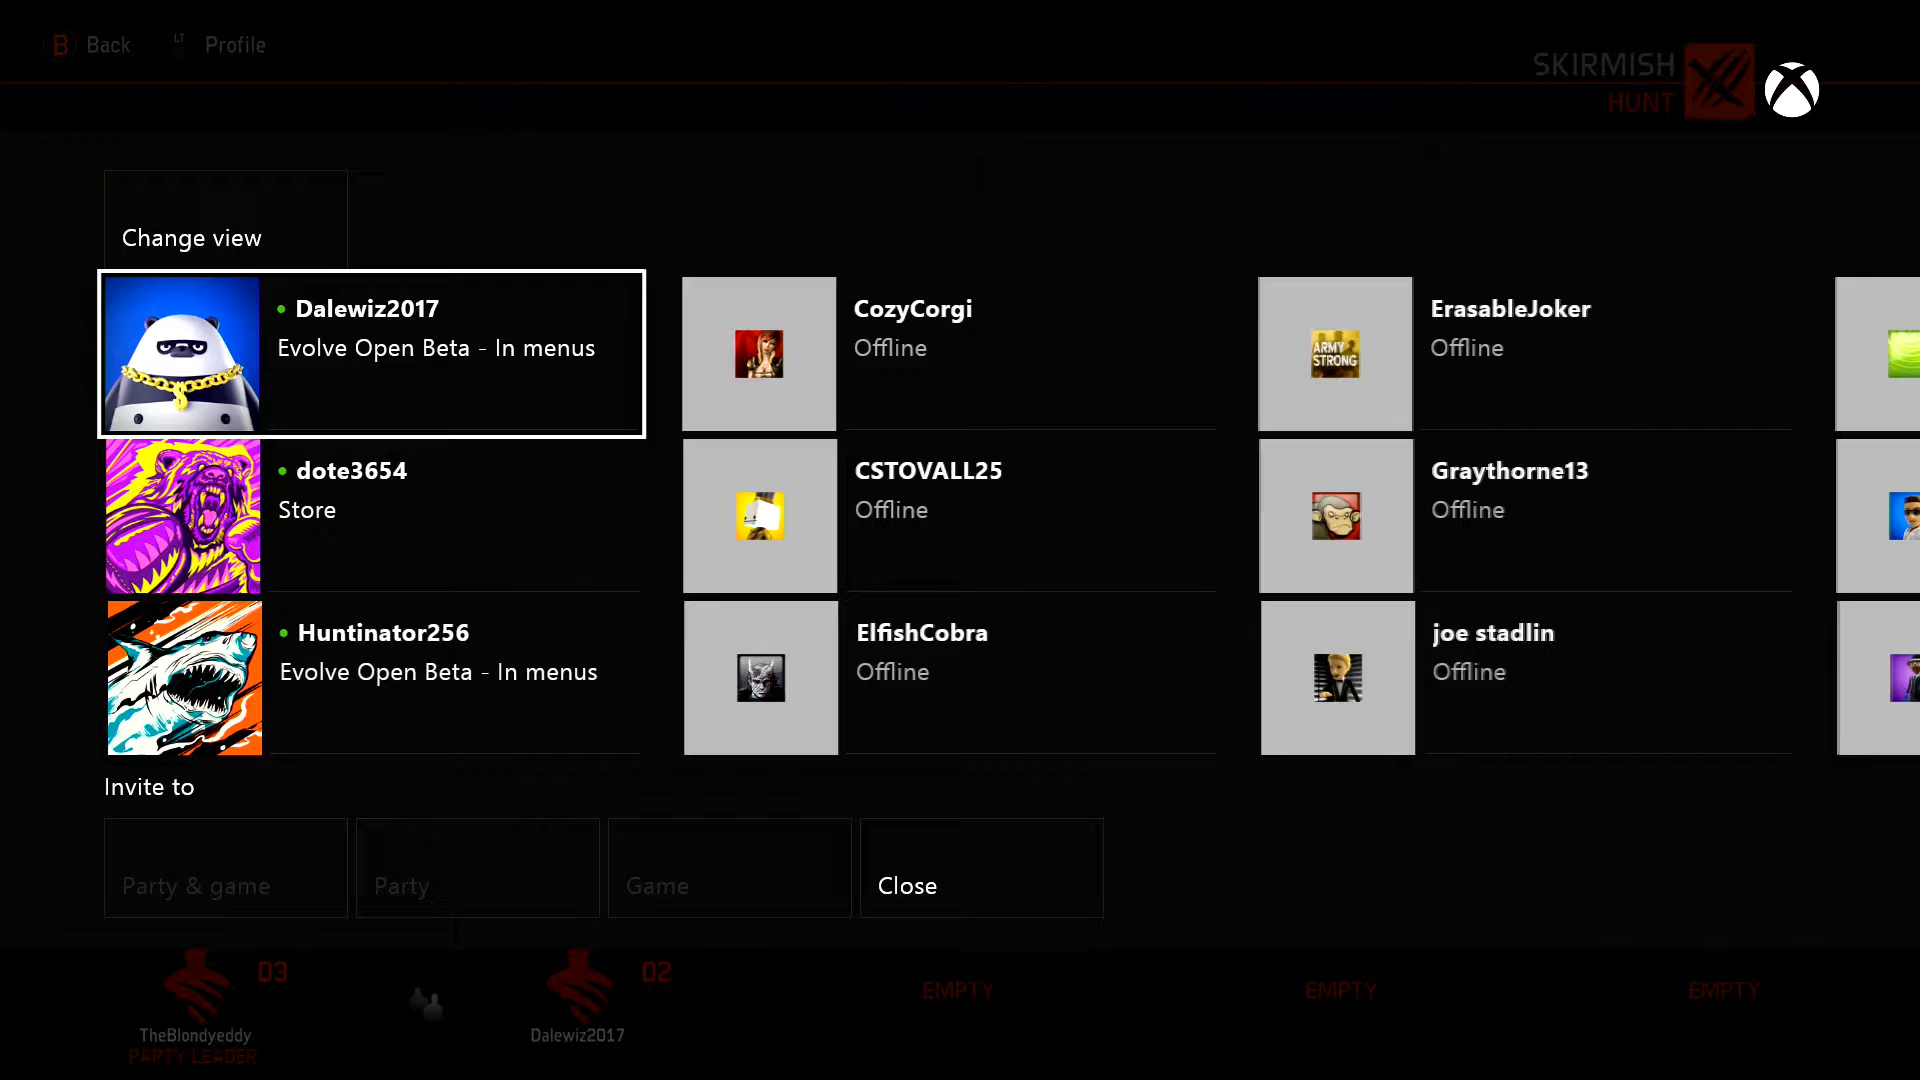 B Back LT Profile
SKIRMISH
HUNT
Change view
Dalewiz2017
Evolve Open Beta - In menus
CozyCorgi
Offline
ErasableJoker
Offline
ARMY
STRONG
dote3654
Store
CSTOVALL25
Offline
Graythorne13
Offline
Huntinator256
Evolve Open Beta - In menus
ElfishCobra
Offline
joe stadlin
Offline
Invite to
Party & game
Party
Game
Close
03
TheBlondyeddy
PARTY LEADER
02
Dalewiz2017
EMPTY
EMPTY
EMPTY